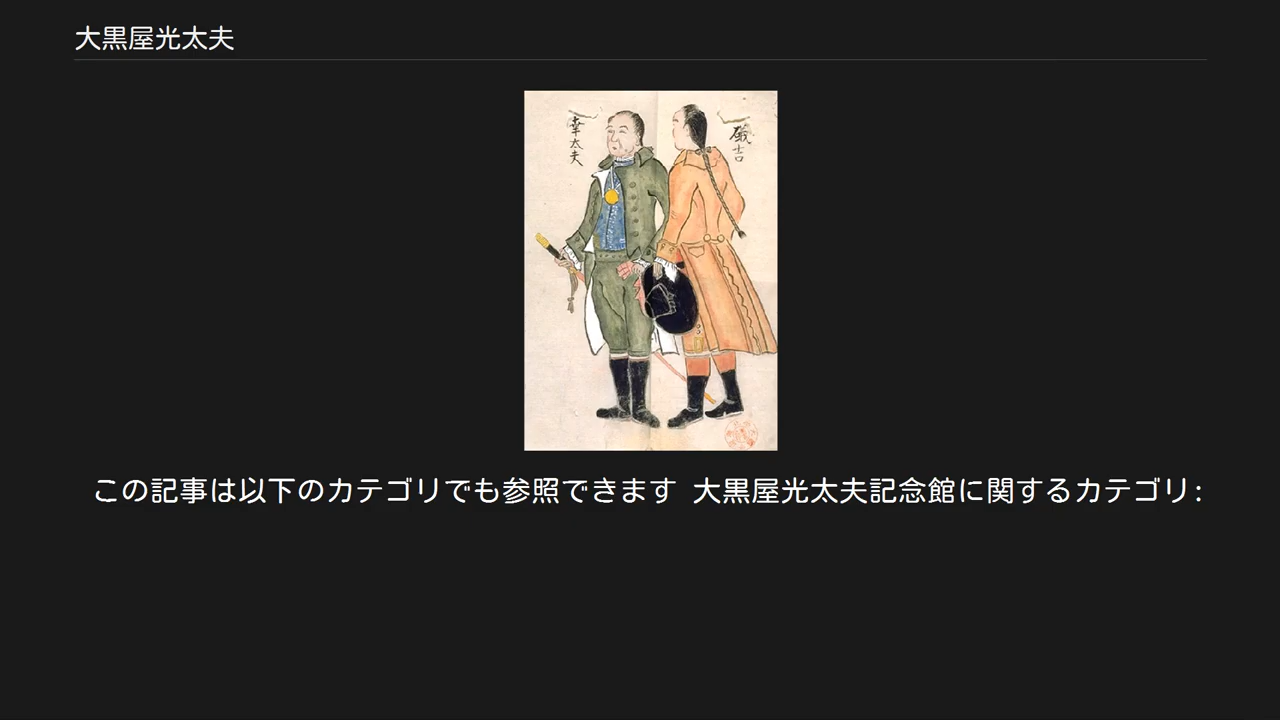 大黒屋光太夫
幸太夫
磯吉
この記事は以下のカテゴリでも参照できます 大黒屋光太夫記念館に関するカテゴリ: